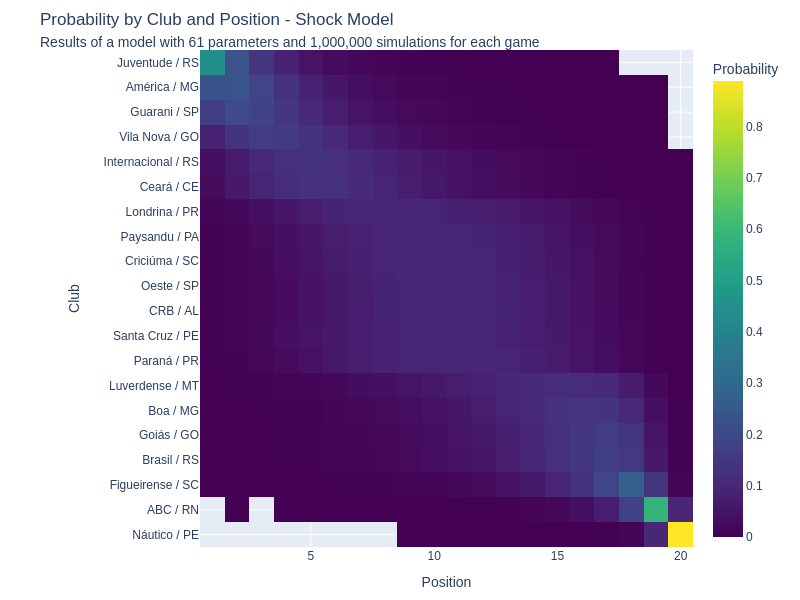 Probability by Club and Position - Shock Model
Results of a model with 61 parameters and 1,000,000 simulations for each game
Probability
0.8
0.7
0.6
0.5
0.4
0.3
0.2
0.1
0
Club
Juventude / RS
América / MG
Guarani / SP
Vila Nova / GO
Internacional / RS
Ceará / CE
Londrina / PR
Paysandu / PA
Criciúma / SC
Oeste / SP
CRB / AL
Santa Cruz / PE
Paraná / PR
Luverdense / MT
Boa / MG
Goiás / GO
Brasil / RS
Figueirense / SC
ABC / RN
Náutico / PE
5
10
15
20
Position